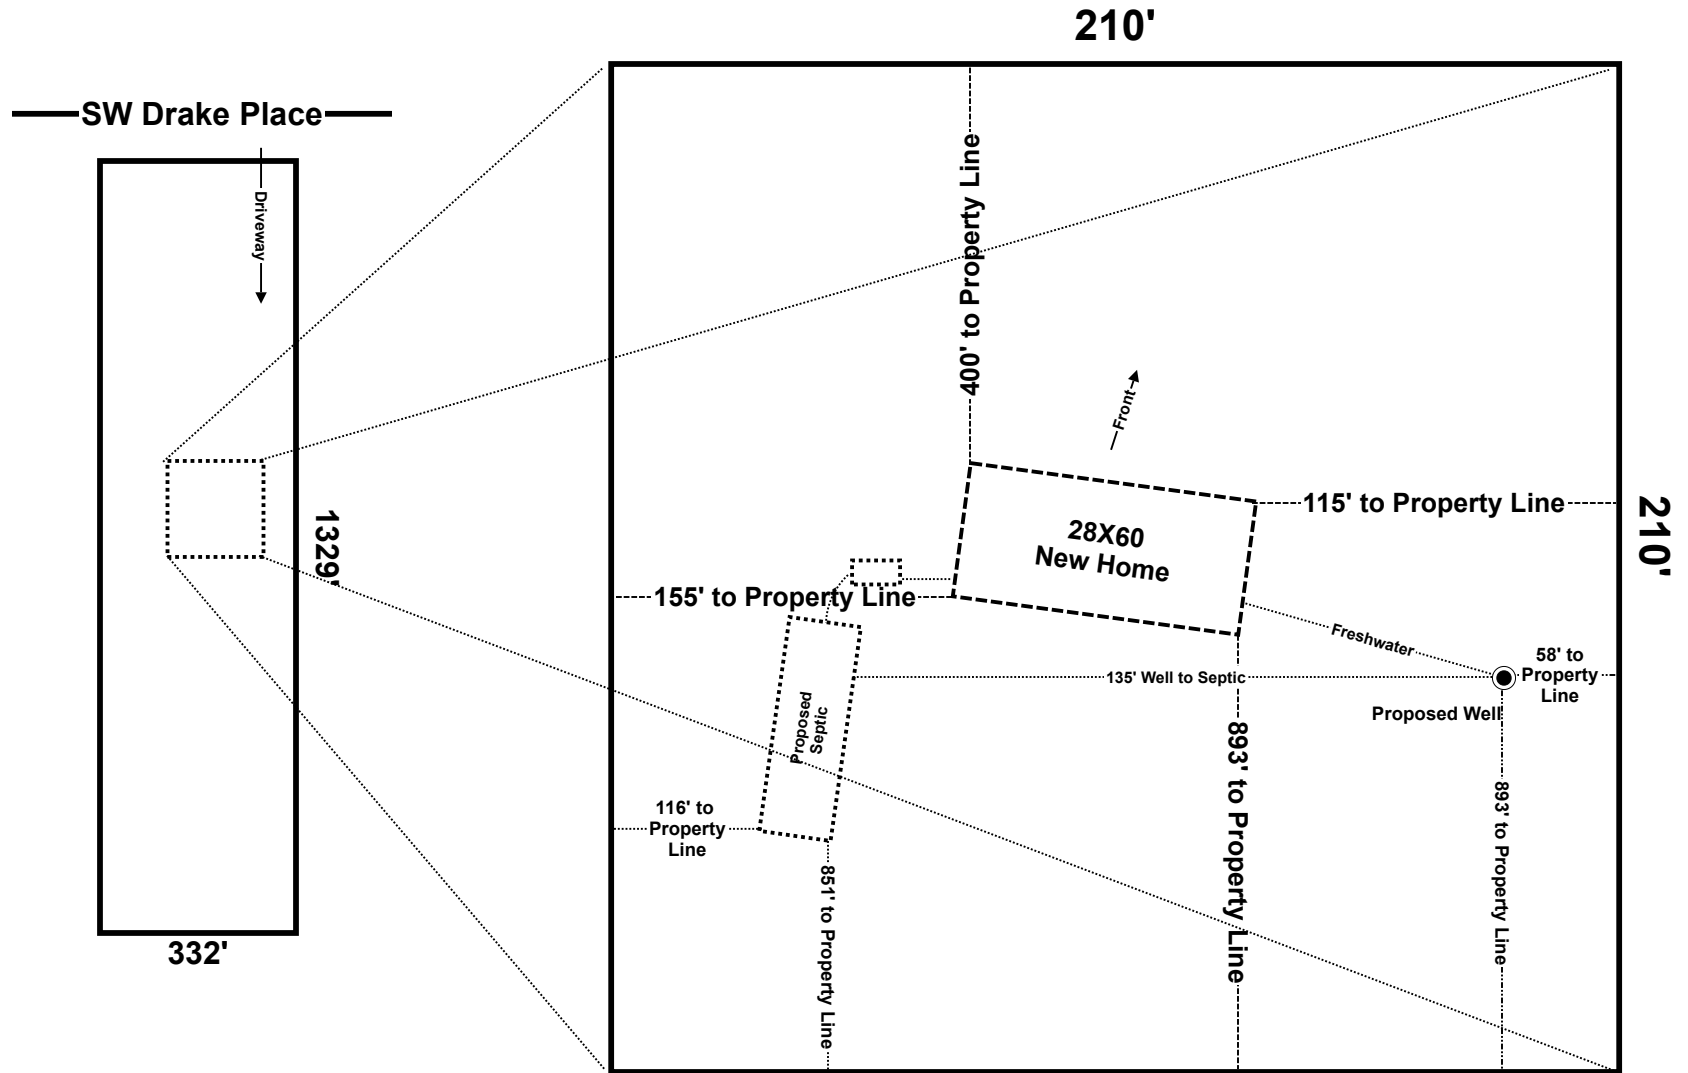 210'
SW Drake Place
Driveway
400' to Property Line
Front
115' to Property Line
28X60
New Home
210'
1329'
155' to Property Line
Freshwater
58' to
Property
Line
135' Well to Septic
Proposed Well
Proposed
Septic
893' to Property Line
893' to Property Line
116' to
Property
Line
851' to Property Line
332'